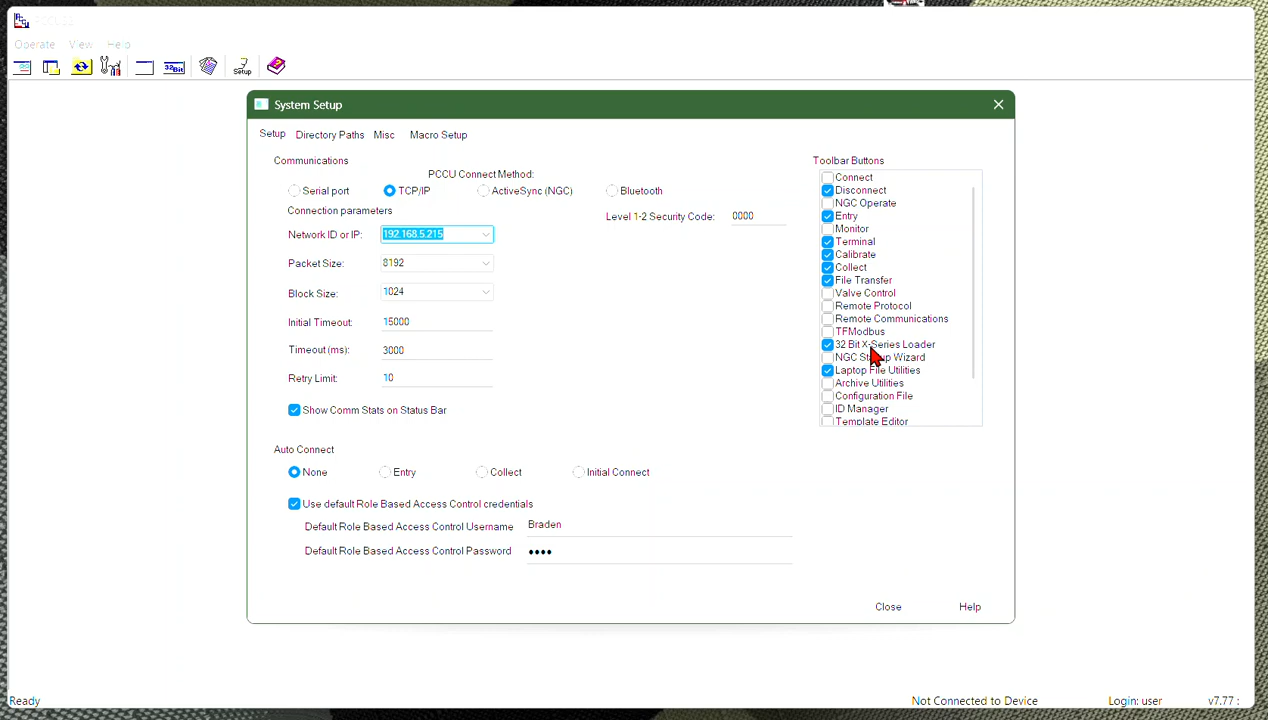 Operate View Help
32Bit Setup
System Setup
Setup Directory Paths Misc Macro Setup
Communications
PCCU Connect Method:
Serial port TCP/IP ActiveSync (NGC) Bluetooth
Connection parameters
Level 1-2 Security Code: 0000
Network ID or IP: 192.168.5.215
Packet Size: 8192
Block Size: 1024
Initial Timeout: 15000
Timeout (ms): 3000
Retry Limit: 10
Show Comm Stats on Status Bar
Auto Connect
None Entry Collect Initial Connect
Use default Role Based Access Control credentials
Default Role Based Access Control Username Braden
Default Role Based Access Control Password ••••
Toolbar Buttons
Connect
Disconnect
NGC Operate
Entry
Monitor
Terminal
Calibrate
Collect
File Transfer
Valve Control
Remote Protocol
Remote Communications
TFModbus
32 Bit X-Series Loader
NGC Startup Wizard
Laptop File Utilities
Archive Utilities
Configuration File
ID Manager
Template Editor
Close Help
Ready Not Connected to Device Login: user v7.77 :